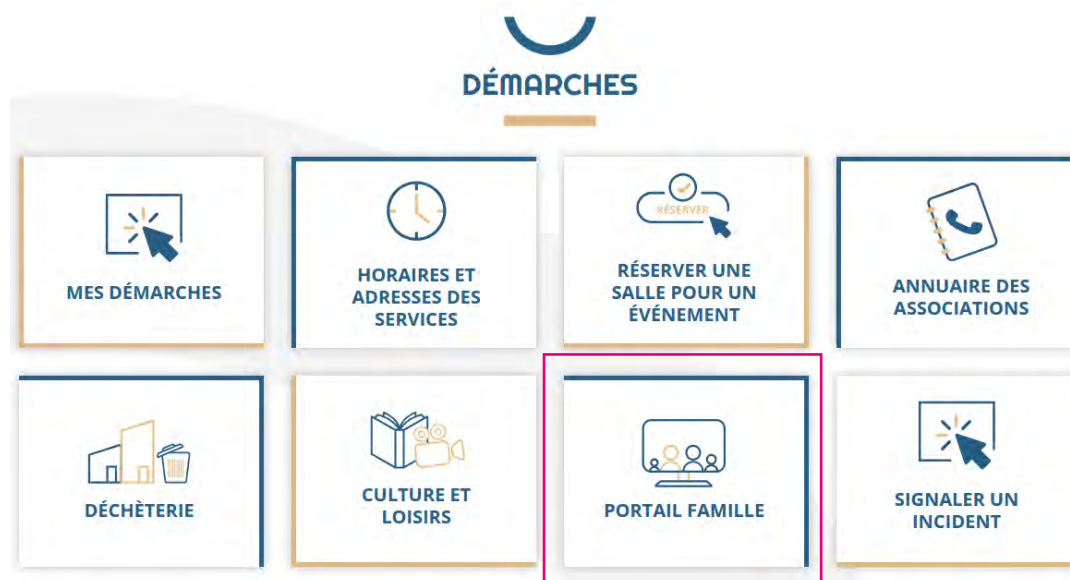 DÉMARCHES
MES DÉMARCHES
HORAIRES ET
ADRESSES DES
SERVICES
RÉSERVER
RÉSERVER UNE
SALLE POUR UN
ÉVÉNEMENT
ANNUAIRE DES
ASSOCIATIONS
DÉCHÈTERIE
CULTURE ET
LOISIRS
PORTAIL FAMILLE
SIGNALER UN
INCIDENT